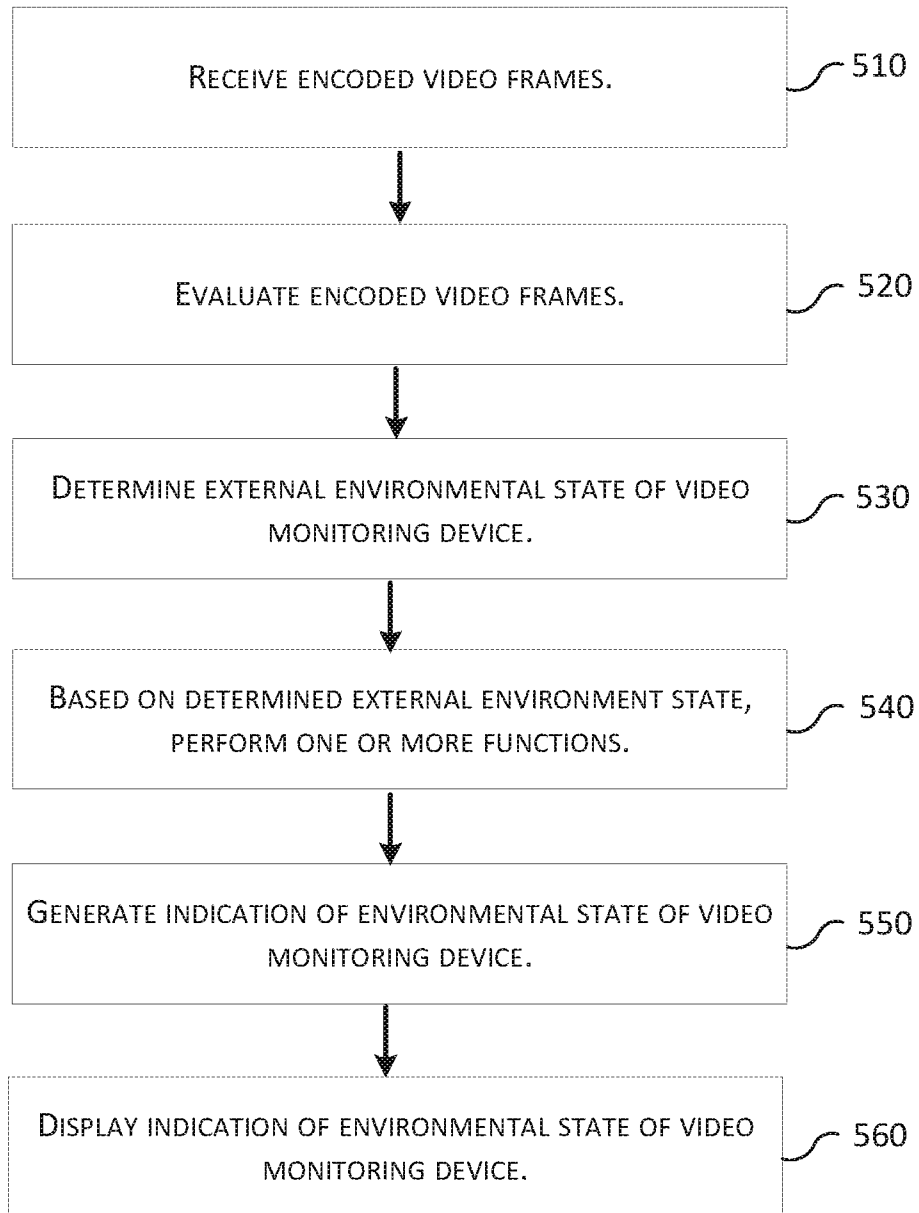 RECEIVE ENCODED VIDEO FRAMES.
510
EVALUATE ENCODED VIDEO FRAMES.
520
DETERMINE EXTERNAL ENVIRONMENTAL STATE OF VIDEO
MONITORING DEVICE.
530
BASED ON DETERMINED EXTERNAL ENVIRONMENT STATE,
PERFORM ONE OR MORE FUNCTIONS.
540
GENERATE INDICATION OF ENVIRONMENTAL STATE OF VIDEO
MONITORING DEVICE.
550
DISPLAY INDICATION OF ENVIRONMENTAL STATE OF VIDEO
MONITORING DEVICE.
560